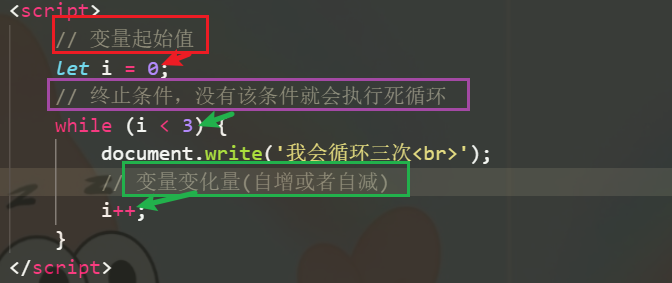 <script>
// 变量起始值
let i = 0;
// 终止条件，没有该条件就会执行死循环
while (i < 3) {
document.write('我会循环三次<br>');
// 变量变化量(自增或者自减)
i++;
}
</script>